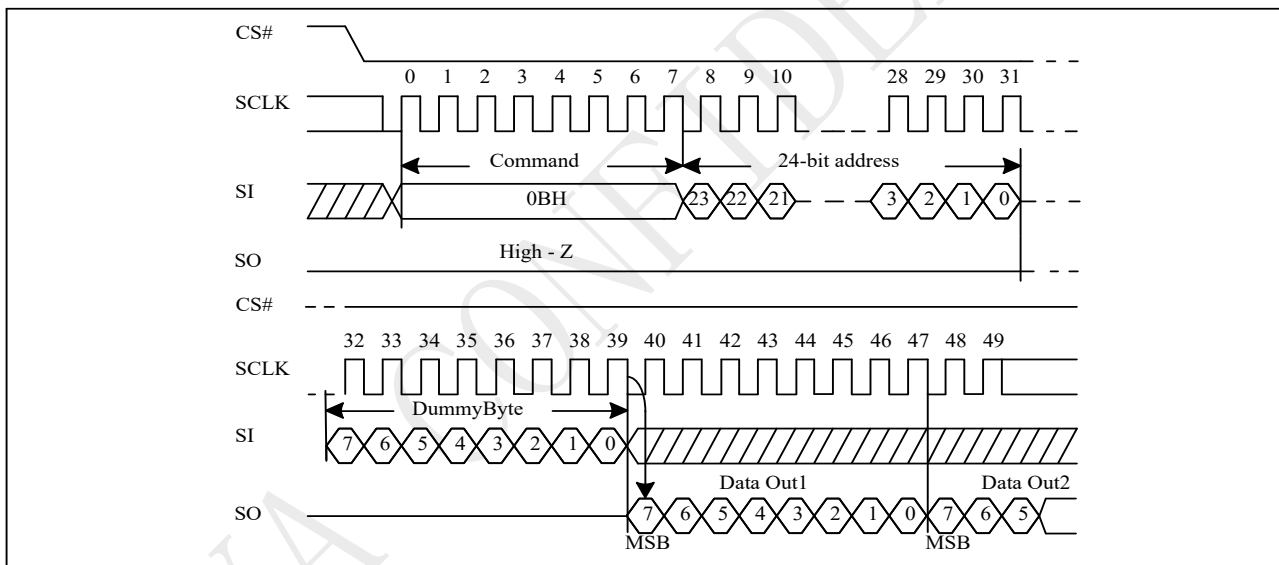 CS#
0 1 2 3 4 5 6 7 8 9 10 28 29 30 31
SCLK
Command 24-bit address
SI 0BH 23 22 21 3 2 1 0
High - Z
SO
CS#
32 33 34 35 36 37 38 39 40 41 42 43 44 45 46 47 48 49
SCLK
DummyByte
SI 7 6 5 4 3 2 1 0
Data Out1 Data Out2
SO 7 6 5 4 3 2 1 0 7 6 5
MSB MSB